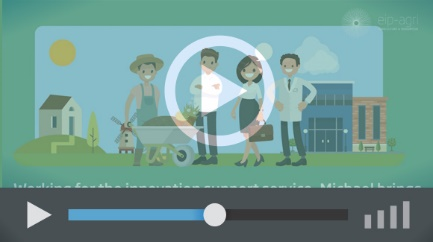 eip-agri
Working for the innovation support service, Michael brings